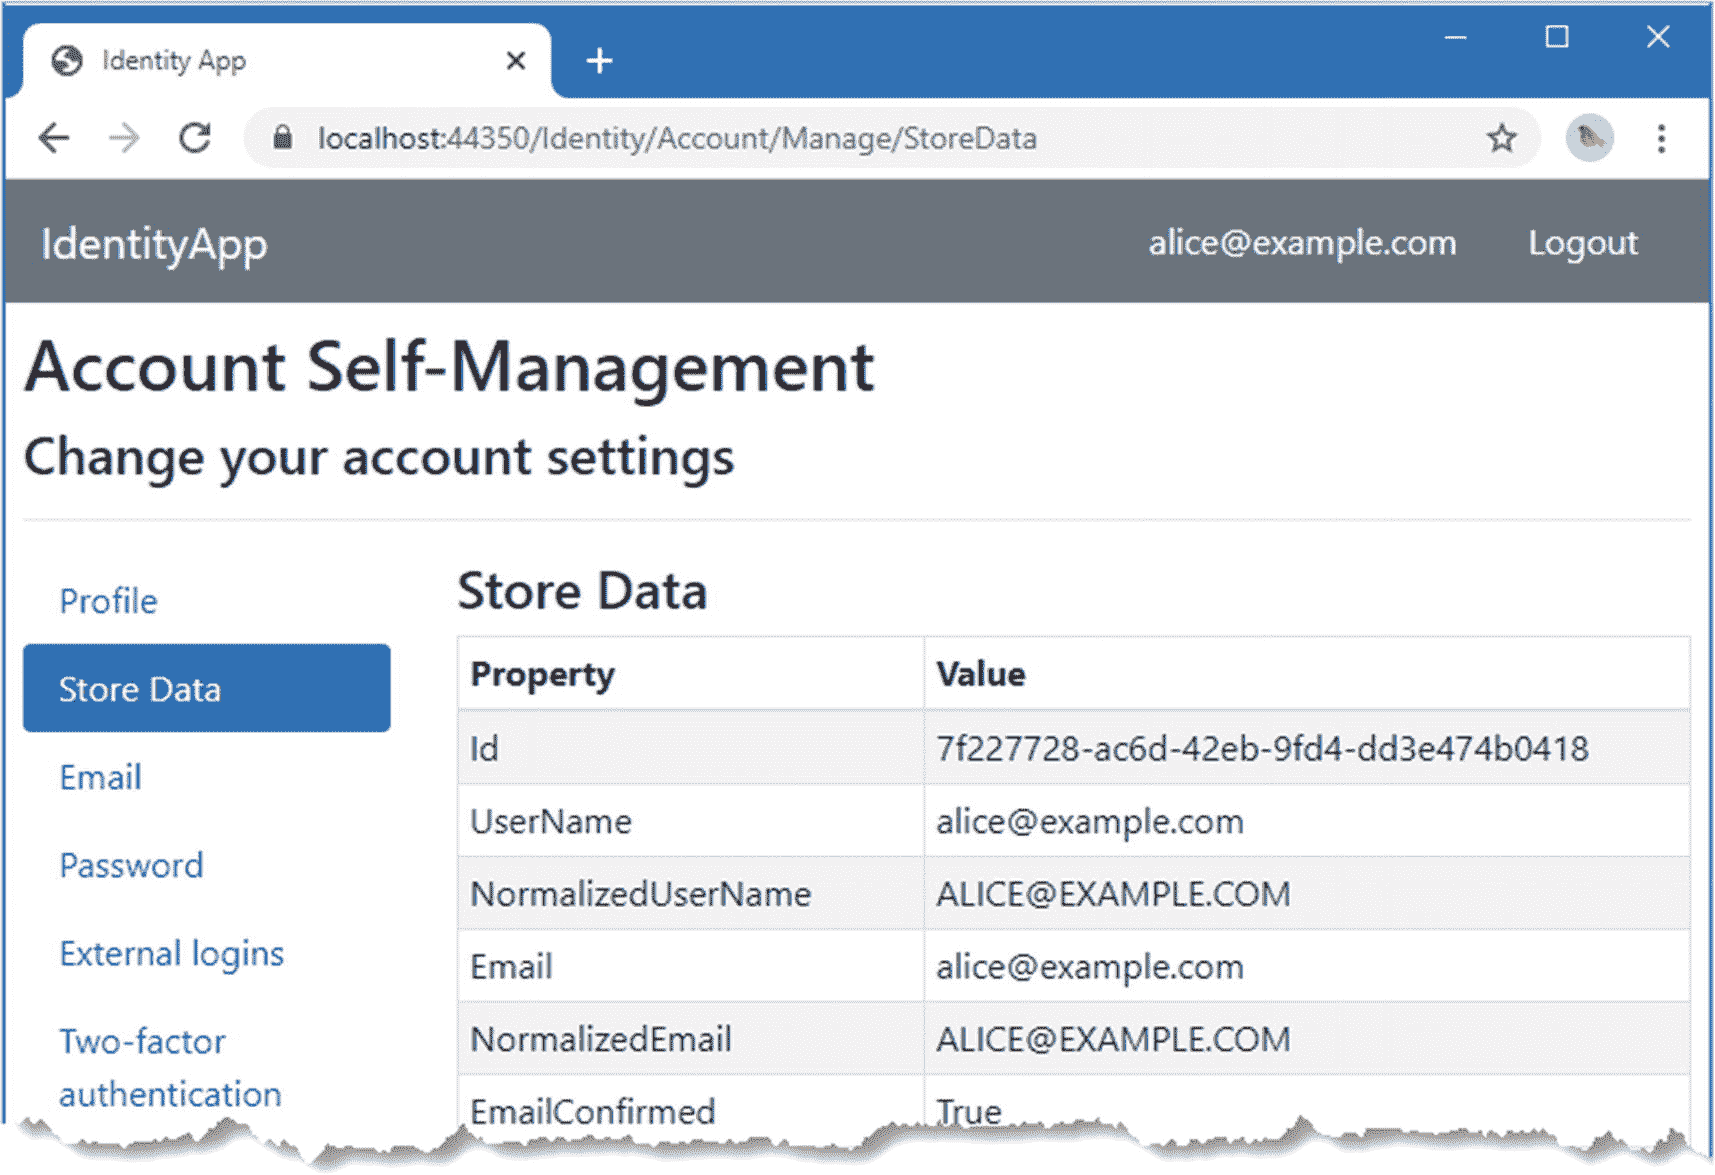 Identity App
localhost:44350/Identity/Account/Manage/StoreData
IdentityApp
alice@example.com
Logout
Account Self-Management
Change your account settings
Profile
Store Data
Email
Password
External logins
Two-factor
authentication
Store Data
Property Value
Id 7f227728-ac6d-42eb-9fd4-dd3e474b0418
UserName alice@example.com
NormalizedUserName ALICE@EXAMPLE.COM
Email alice@example.com
NormalizedEmail ALICE@EXAMPLE.COM
EmailConfirmed True